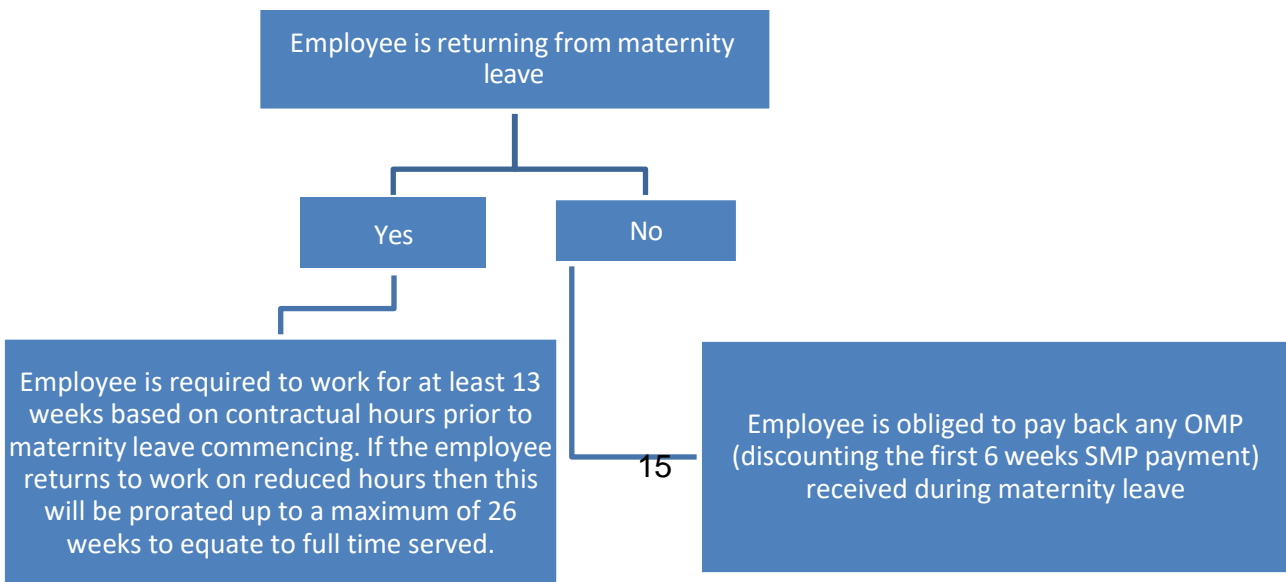 Employee is returning from maternity
leave
Yes
No
Employee is required to work for at least 13
weeks based on contractual hours prior to
maternity leave commencing. If the employee
returns to work on reduced hours then this
will be prorated up to a maximum of 26
weeks to equate to full time served.
15
Employee is obliged to pay back any OMP
(discounting the first 6 weeks SMP payment)
received during maternity leave